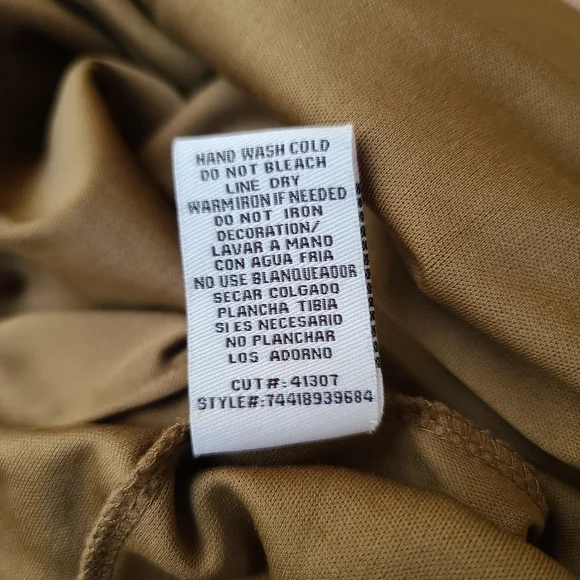 HAND WASH COLD
DO NOT BLEACH
LINE DRY
WARM IRON IF NEEDED
DO NOT IRON
DECORATION/
LAVAR A MANO
CON AGUA FRIA
NO USE BLANQUEADOR
SECAR COLGADO
PLANCHA TIBIA
SI ES NECESARIO
NO PLANCHAR
LOS ADORNO
CUT#: 41307
STYLE#:74418939684